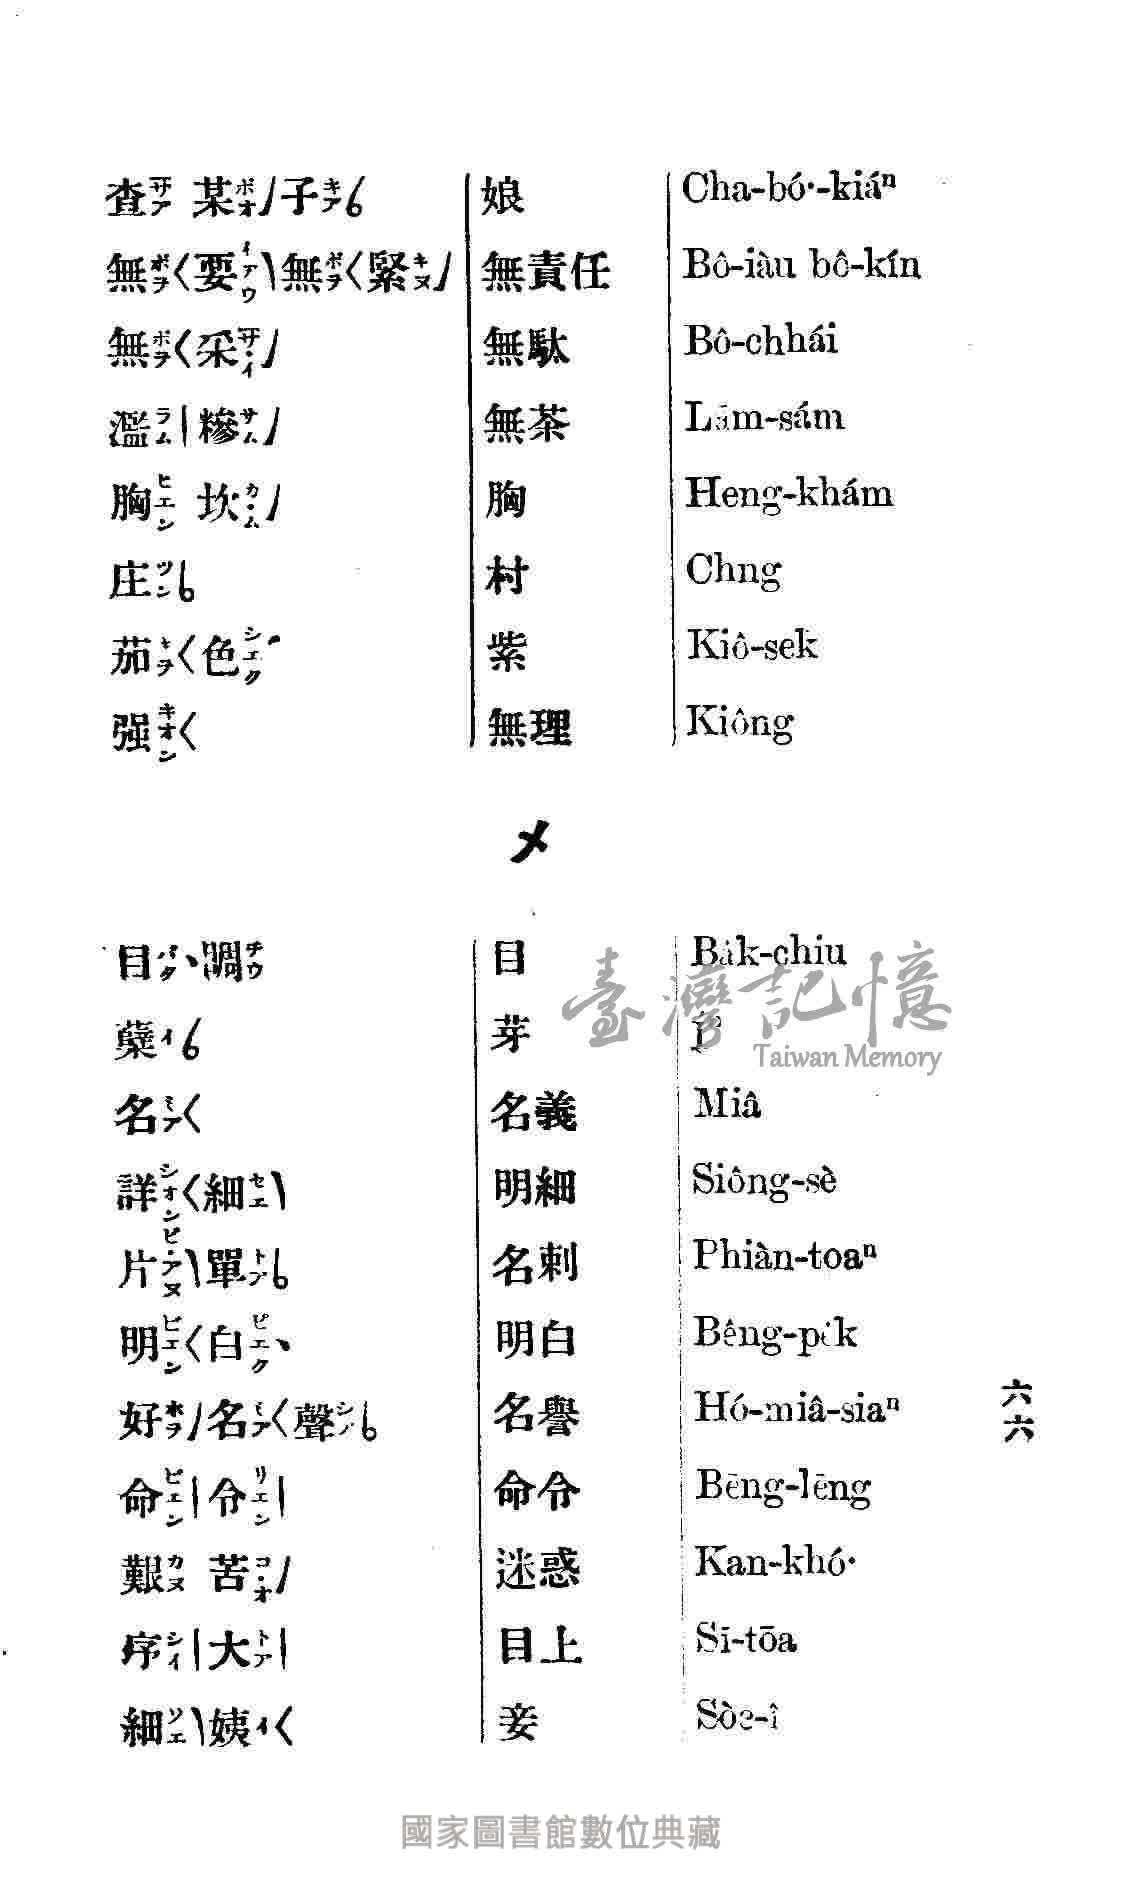 查サア 某ボオ 子キア 娘 Cha-bó͘-kiáⁿ
無ボヲ 要イアウ 無ボヲ 緊キヌ 無責任 Bô-iàu bô-kín
無ボヲ 采サイ 無駄 Bô-chhái
濫ラム 糝サム 無茶 Lām-sám
胸ヒエン 坎カム 胸 Heng-khám
庄ツン 村 Chng
茄キヲ 色シエク 紫 Kiô-sek
强キオン 無理 Kiông
メ
目バク 睭チウ 目 Ba̍k-chiu
蘗イ 芽 Íⁿ
名ミア 名義 Miâ
詳シオン 細セエ 明細 Siông-sè
片ピアヌ 單トア 名刺 Phiàn-toaⁿ
明ビエン 白ピエク 明白 Bêng-pe̍k
好ホヲ 名ミア 聲シア 名譽 Hó-miâ-siaⁿ
命ビエン 令リエン 命令 Bēng-lēng
艱カヌ 苦コオ 迷惑 Kan-khó͘
序シイ 大トア 目上 Sī-tōa
細ソエ 姨イ 妾 Sòe-î
六六
臺灣記憶
Taiwan Memory
國家圖書館數位典藏